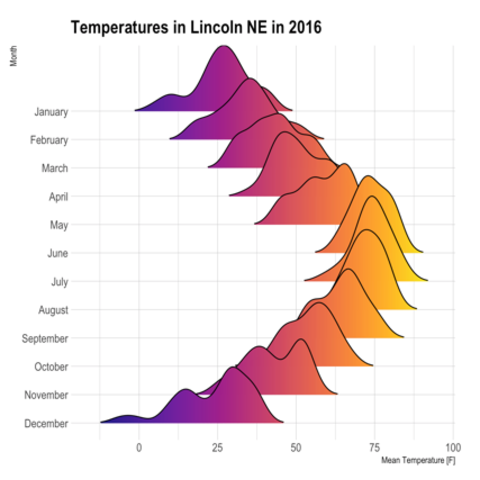 Temperatures in Lincoln NE in 2016
Month
January
February
March
April
May
June
July
August
September
October
November
December
0 25 50 75 100
Mean Temperature [F]